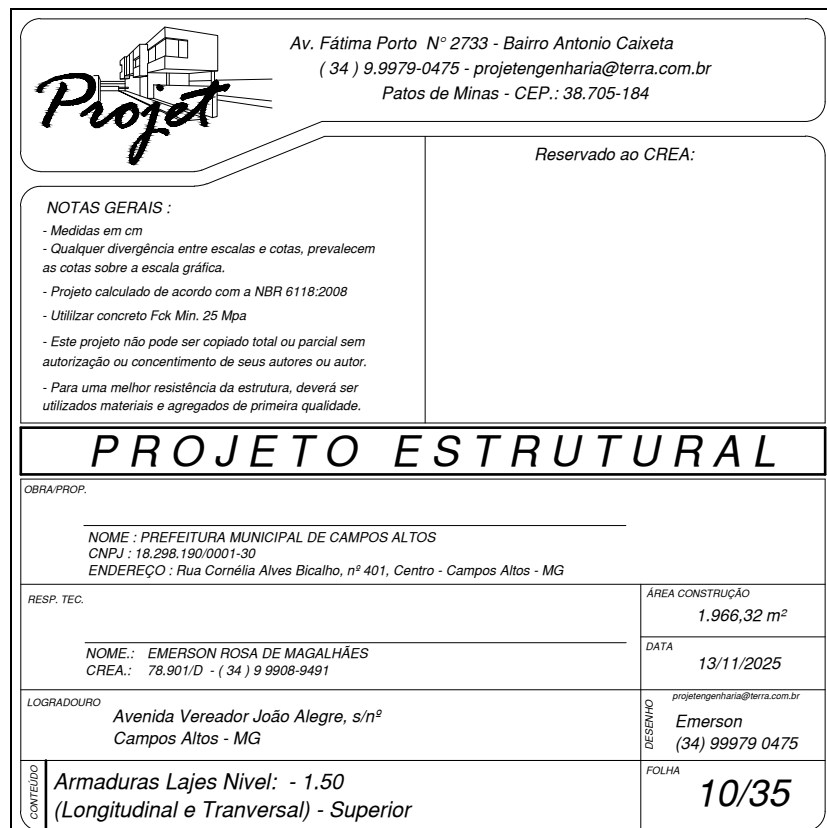 Projet
Av. Fátima Porto N° 2733 - Bairro Antonio Caixeta
( 34 ) 9.9979-0475 - projetengenharia@terra.com.br
Patos de Minas - CEP.: 38.705-184
Reservado ao CREA:
NOTAS GERAIS :
- Medidas em cm
- Qualquer divergência entre escalas e cotas, prevalecem
as cotas sobre a escala gráfica.
- Projeto calculado de acordo com a NBR 6118:2008
- Utililzar concreto Fck Min. 25 Mpa
- Este projeto não pode ser copiado total ou parcial sem
autorização ou concentimento de seus autores ou autor.
- Para uma melhor resistência da estrutura, deverá ser
utilizados materiais e agregados de primeira qualidade.
PROJETO ESTRUTURAL
OBRA/PROP.
NOME : PREFEITURA MUNICIPAL DE CAMPOS ALTOS
CNPJ : 18.298.190/0001-30
ENDEREÇO : Rua Cornélia Alves Bicalho, nº 401, Centro - Campos Altos - MG
RESP. TEC.
NOME.: EMERSON ROSA DE MAGALHÃES
CREA.: 78.901/D - ( 34 ) 9 9908-9491
ÁREA CONSTRUÇÃO
1.966,32 m²
DATA
13/11/2025
LOGRADOURO
Avenida Vereador João Alegre, s/nº
Campos Altos - MG
DESENHO
projetengenharia@terra.com.br
Emerson
(34) 99979 0475
CONTEÚDO
Armaduras Lajes Nivel: - 1.50
(Longitudinal e Tranversal) - Superior
FOLHA
10/35